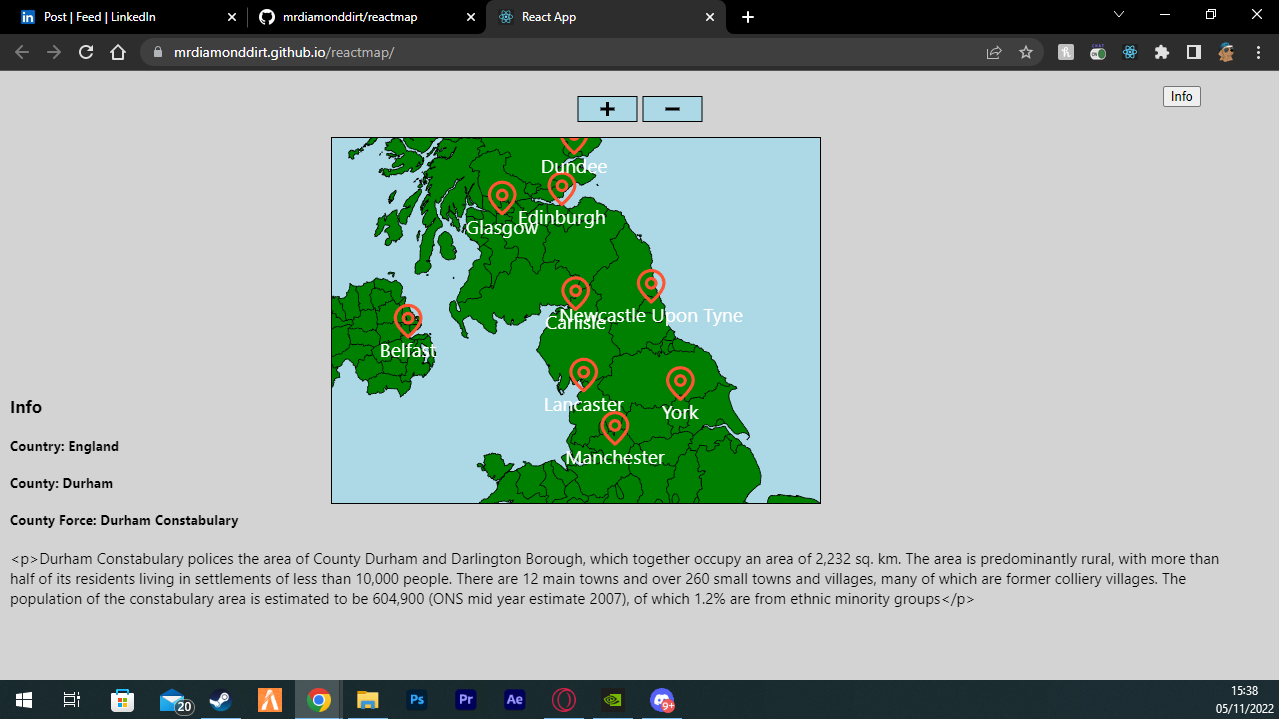 Post | Feed | LinkedIn
mrdiamonddirt/reactmap
React App
mrdiamonddirt.github.io/reactmap/
Info
+
−
Dundee
Edinburgh
Glasgow
Newcastle Upon Tyne
Carlisle
Belfast
Lancaster
York
Manchester
Info
Country: England
County: Durham
County Force: Durham Constabulary
<p>Durham Constabulary polices the area of County Durham and Darlington Borough, which together occupy an area of 2,232 sq. km. The area is predominantly rural, with more than
half of its residents living in settlements of less than 10,000 people. There are 12 main towns and over 260 small towns and villages, many of which are former colliery villages. The
population of the constabulary area is estimated to be 604,900 (ONS mid year estimate 2007), of which 1.2% are from ethnic minority groups</p>
20
Ps
Pr
Ae
9+
15:38
05/11/2022